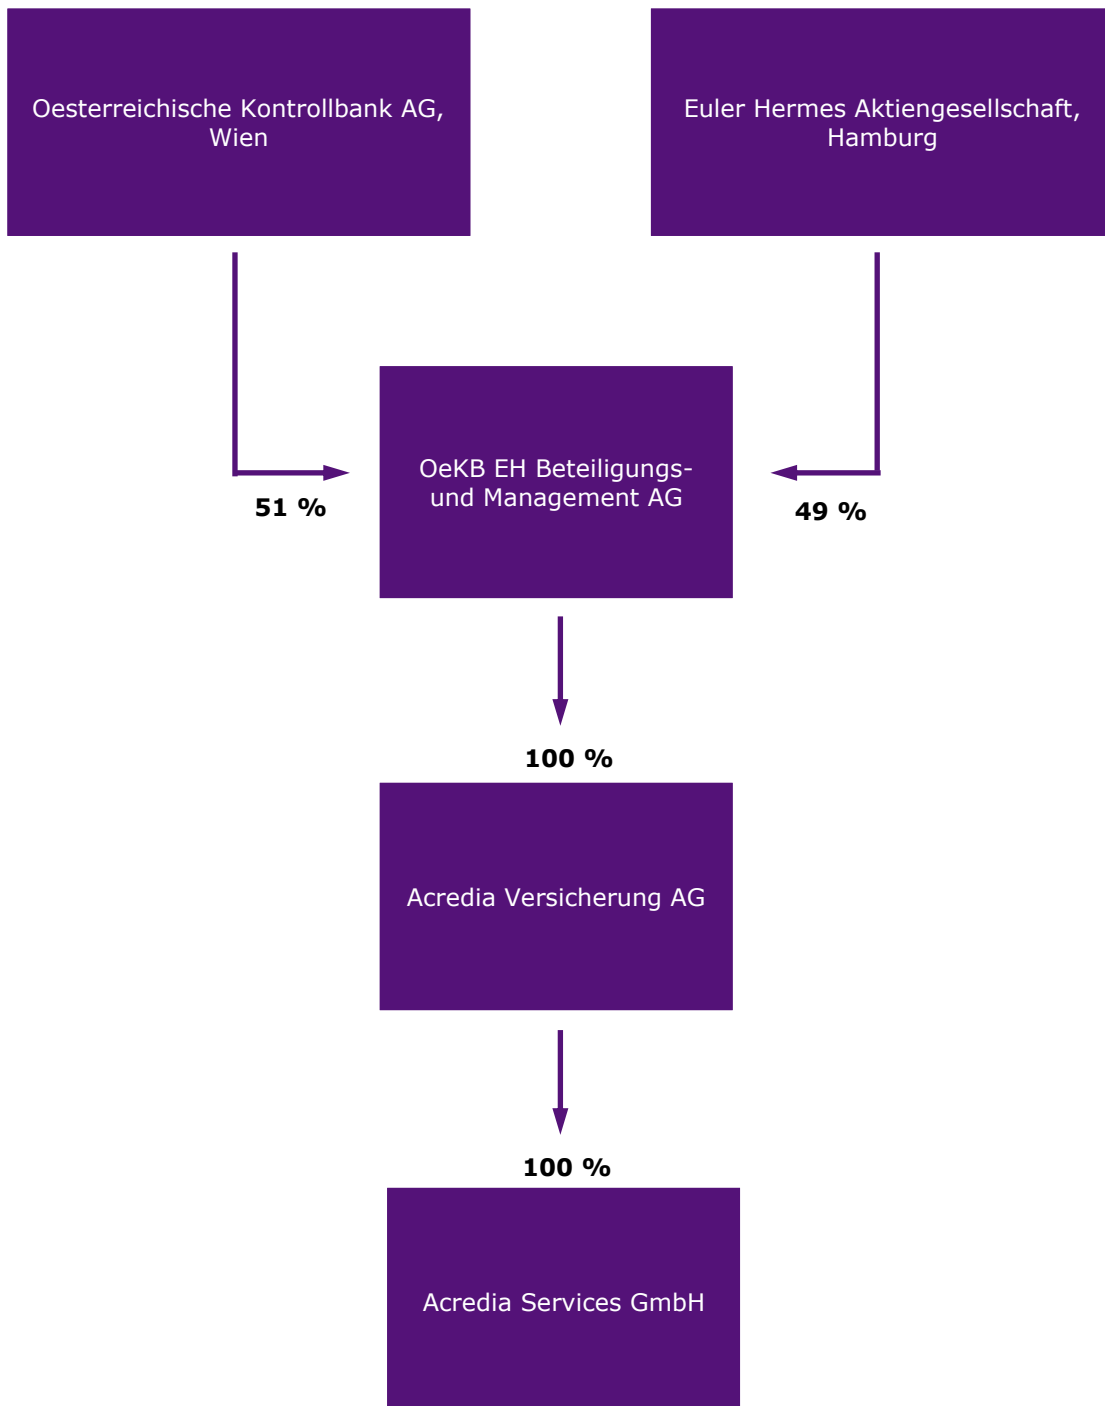 Oesterreichische Kontrollbank AG,
Wien
Euler Hermes Aktiengesellschaft,
Hamburg
OeKB EH Beteiligungs-
und Management AG
51 %
49 %
100 %
Acredia Versicherung AG
100 %
Acredia Services GmbH